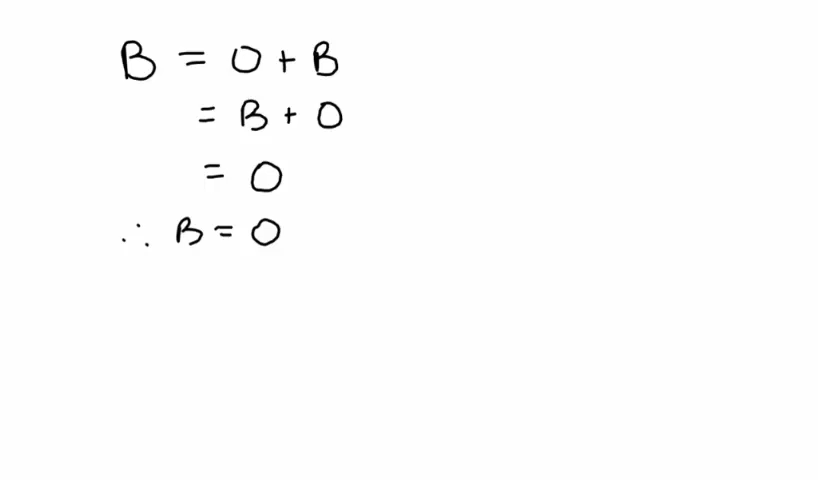 B = 0 + B
= B + 0
= 0
∴ B = 0